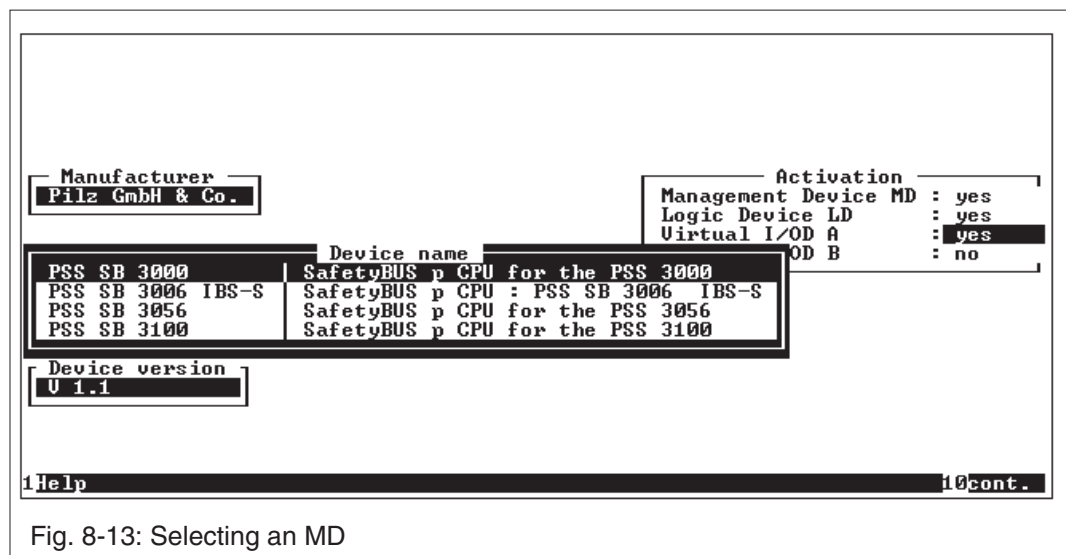 Manufacturer
Pilz GmbH & Co.
Activation
Management Device MD : yes
Logic Device LD : yes
Virtual I/OD A : yes
OD B : no
Device name
PSS SB 3000 | SafetyBUS p CPU for the PSS 3000
PSS SB 3006 IBS-S | SafetyBUS p CPU : PSS SB 3006 IBS-S
PSS SB 3056 | SafetyBUS p CPU for the PSS 3056
PSS SB 3100 | SafetyBUS p CPU for the PSS 3100
Device version
V 1.1
1Help 10cont.
Fig. 8-13: Selecting an MD